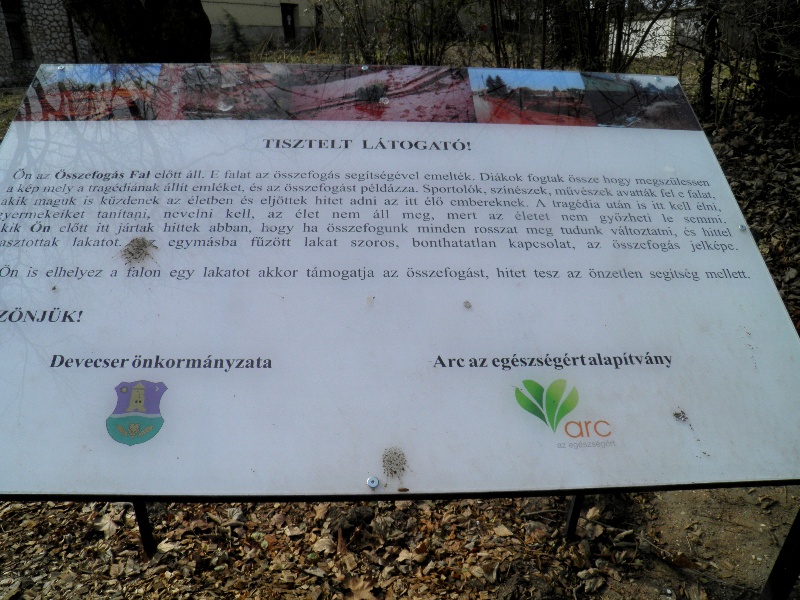 TISZTELT LÁTOGATÓ!
Ön az Összefogás Fal előtt áll. E falat az összefogás segítségével emelték. Diákok fogtak össze hogy megszülessen
a kép mely a tragédiának állít emléket, és az összefogást példázza. Sportolók, színészek, művészek avatták fel e falat,
akik maguk is küzdenek az életben és eljöttek hitet adni az itt élő embereknek. A tragédia után is itt kell élni,
gyermekeiket tanítani, nevelni kell, az élet nem áll meg, mert az életet nem győzheti le semmi.
kik Ön előtt itt jártak hittek abban, hogy ha összefogunk minden rosszat meg tudunk változtatni, és hittel
asztottak lakatot. egymásba fűzött lakat szoros, bonthatatlan kapcsolat, az összefogás jelképe.
Ön is elhelyez a falon egy lakatot akkor támogatja az összefogást, hitet tesz az önzetlen segítség mellett.
ZÖNJÜK!
Devecser önkormányzata
Arc az egészségért alapítvány
arc
az egészségért